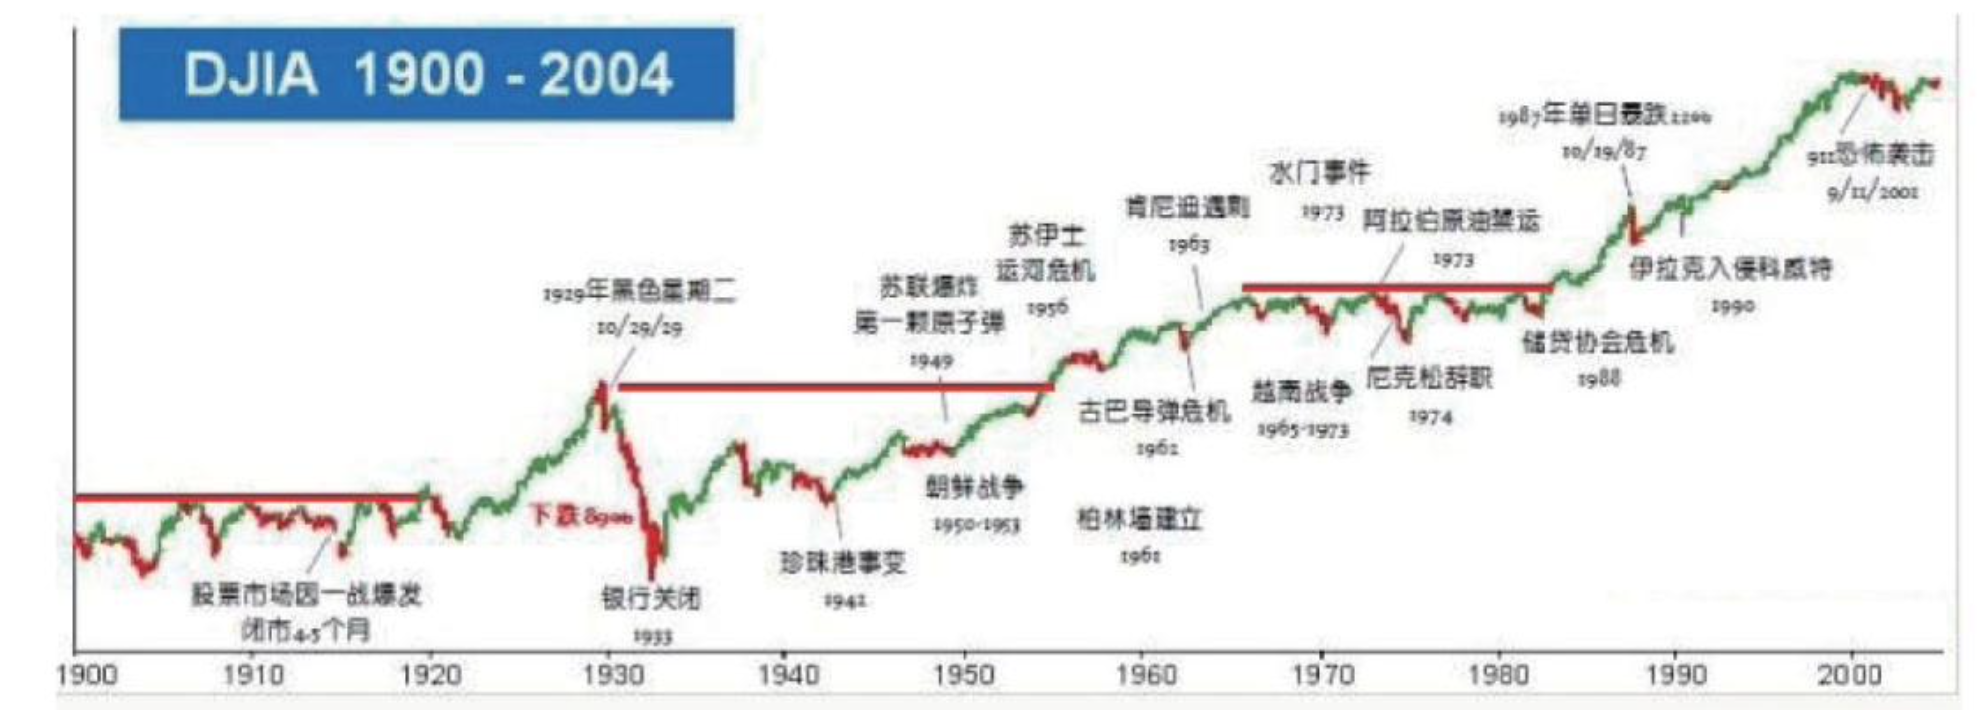 DJIA 1900 - 2004
1987年单日暴跌22%
10/19/87
911恐怖袭击
9/11/2001
水门事件
1973
阿拉伯原油禁运
1973
肯尼迪遇刺
1963
苏伊士
运河危机
1956
苏联爆炸
第一颗原子弹
1949
1929年黑色星期二
10/29/29
伊拉克入侵科威特
1990
储贷协会危机
1988
尼克松辞职
1974
越南战争
1965-1973
古巴导弹危机
1962
朝鲜战争
1950-1953
柏林墙建立
1961
下跌89%
珍珠港事变
1941
股票市场因一战爆发
闭市4.5个月
银行关闭
1933
1900 1910 1920 1930 1940 1950 1960 1970 1980 1990 2000